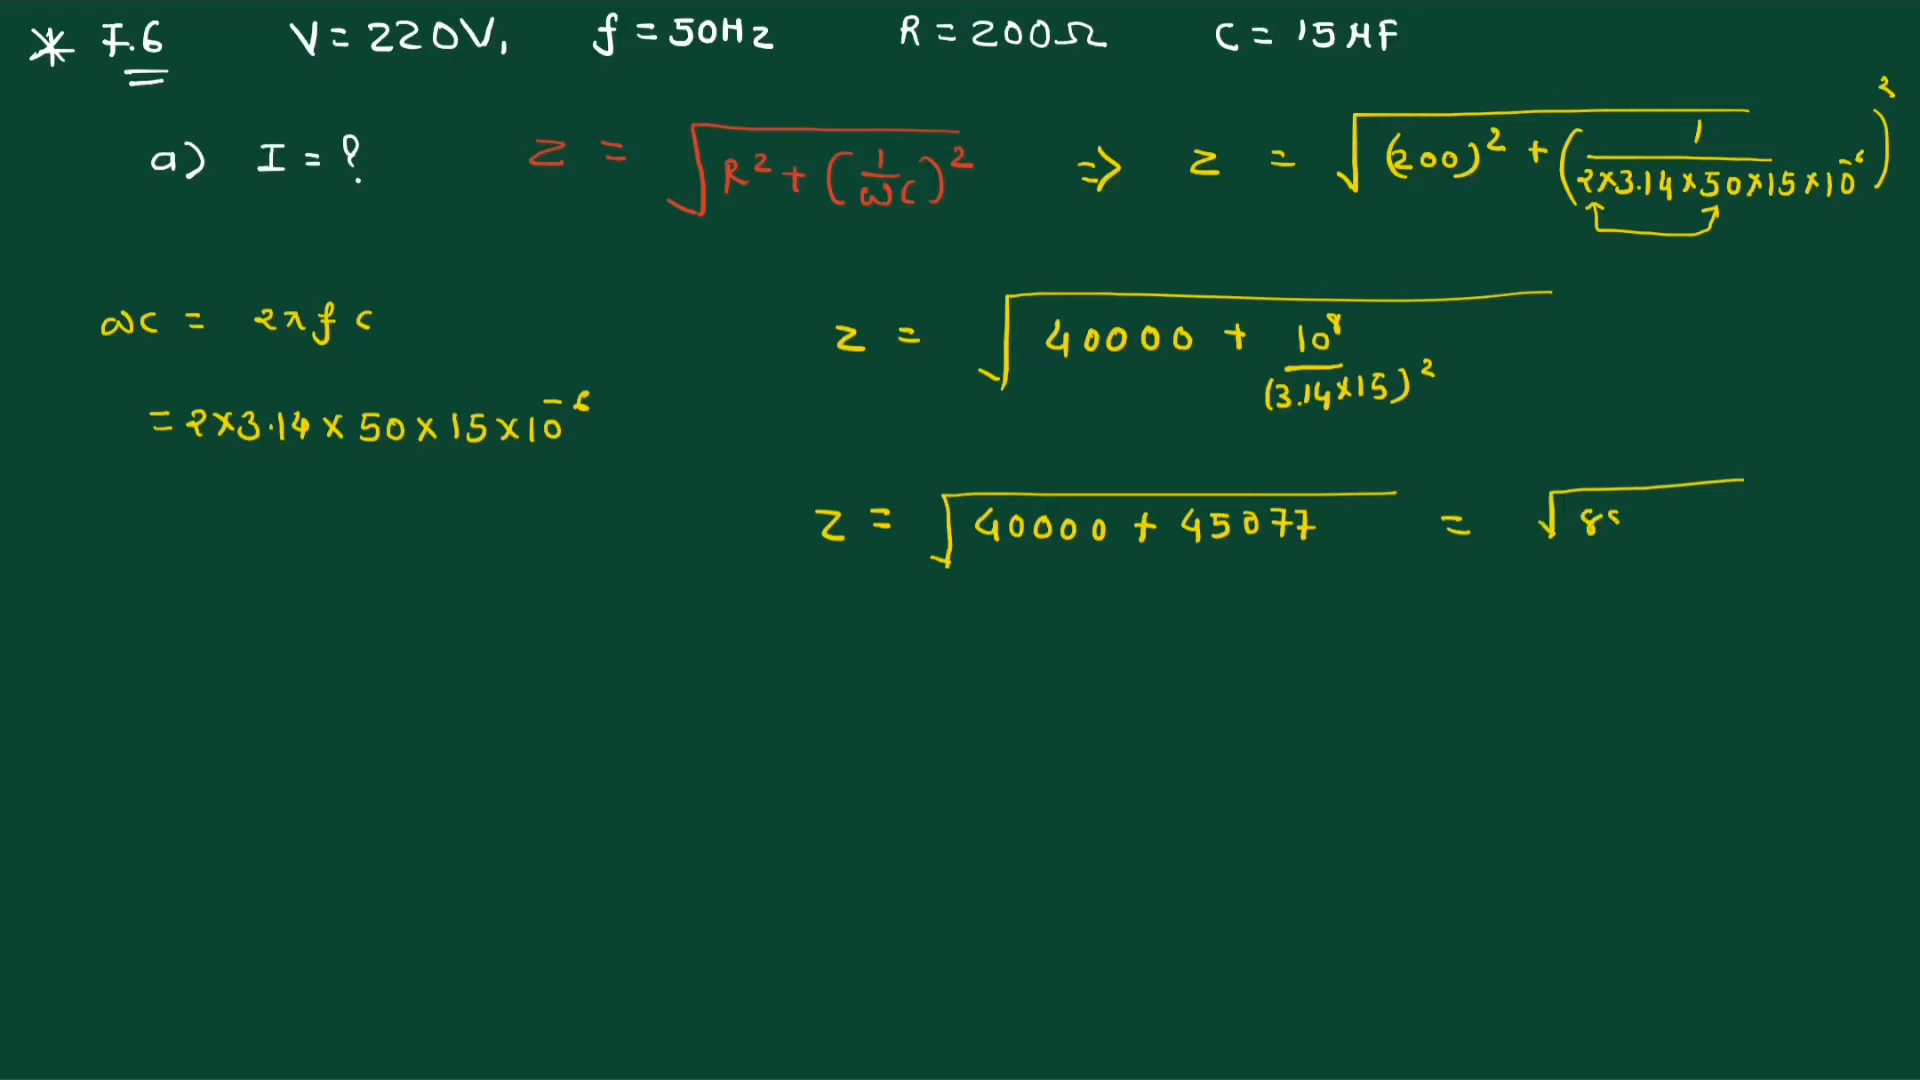 * 7.6 V = 220V, f = 50Hz R = 200Ω C = 15μF
a) I = ? Z = √(R² + (1/ωC)²) ⇒ Z = √((200)² + (1/(2×3.14×50×15×10⁻⁶))²)
ωC = 2πfC Z = √(40000 + 10⁸/(3.14×15)²)
= 2×3.14×50×15×10⁻⁶
Z = √(40000 + 45077) = √8